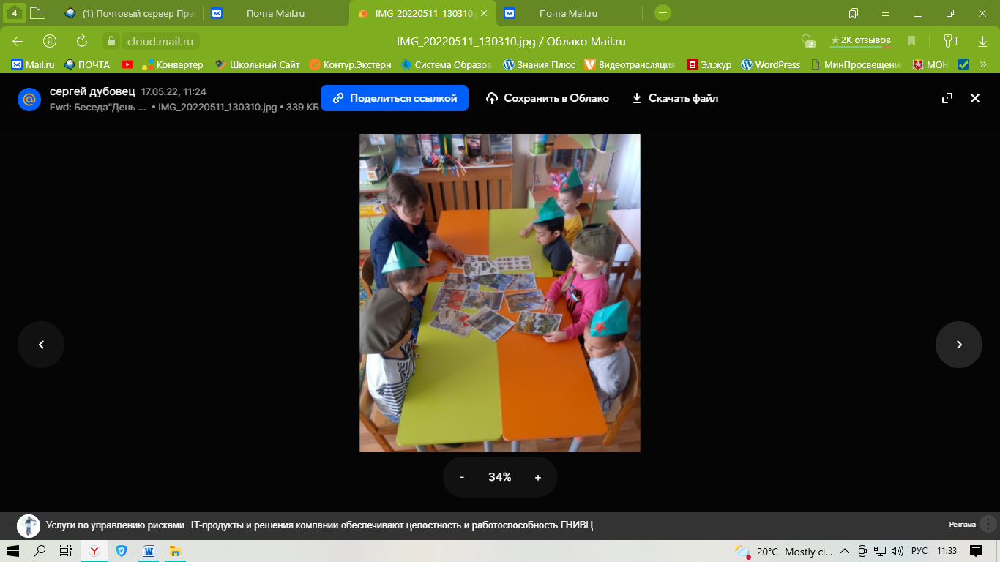 4
(1) Почтовый сервер Пра
Почта Mail.ru
IMG_20220511_130310.j
Почта Mail.ru
cloud.mail.ru
IMG_20220511_130310.jpg / Облако Mail.ru
2
2К отзывов
Mail.ru
ПОЧТА
Конвертер
Школьный Сайт
Контур.Экстерн
Система Образов
Знания Плюс
Видеотрансляция
Эл.жур
WordPress
МинПросвещени
МОН
»
сергей дубовец 17.05.22, 11:24
Fwd: Беседа"День ... • IMG_20220511_130310.jpg • 339 КБ
Поделиться ссылкой
Сохранить в Облако
Скачать файл
- 34% +
Услуги по управлению рисками IT-продукты и решения компании обеспечивают целостность и работоспособность ГНИВЦ.
Реклама
20°C Mostly cl...
РУС
11:33